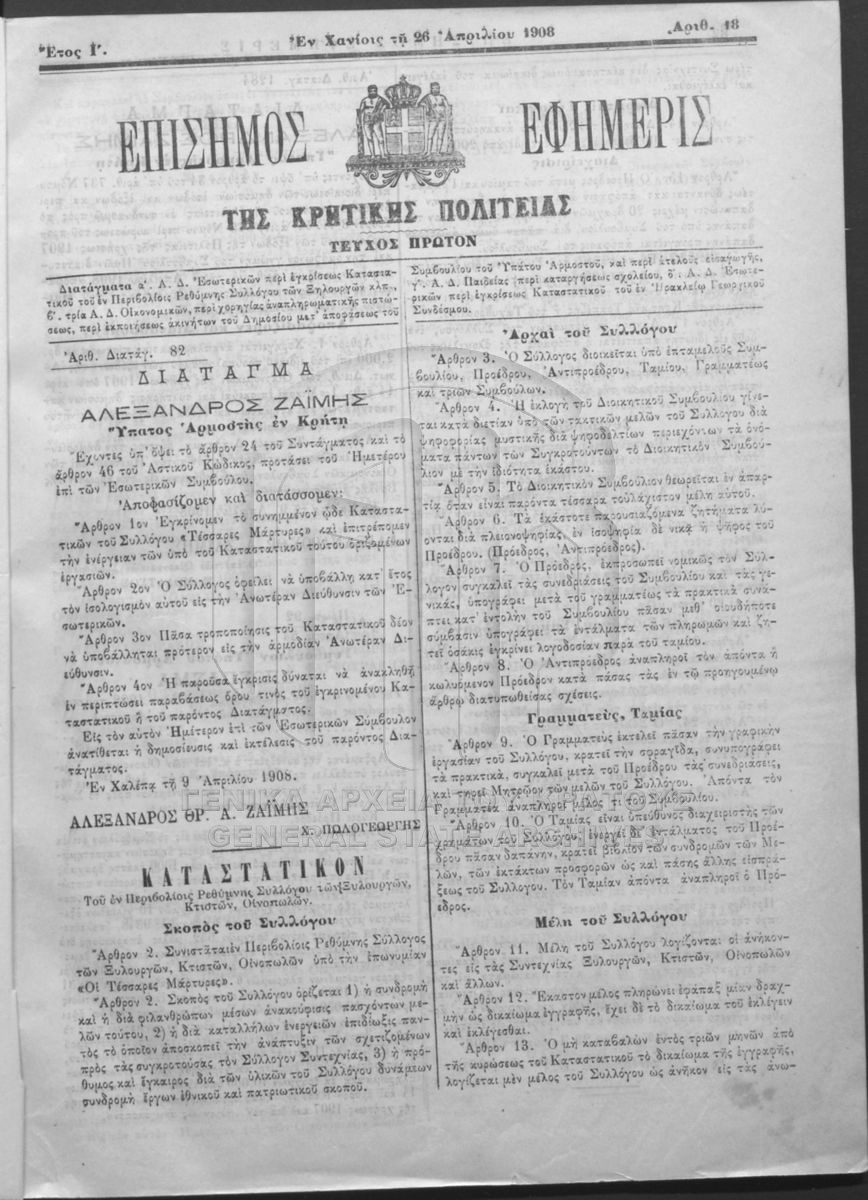 Ἔτος Γ'.
Ἐν Χανίοις τῇ 26 Ἀπριλίου 1908
Ἀριθ. 18
ΕΠΙΣΗΜΟΣ ΕΦΗΜΕΡΙΣ
ΤΗΣ ΚΡΗΤΙΚΗΣ ΠΟΛΙΤΕΙΑΣ
ΤΕΥΧΟΣ ΠΡΩΤΟΝ
Διατάγματα α'. Α. Δ. Ἐσωτερικῶν περὶ ἐγκρίσεως Καταστα-
τικοῦ τοῦ ἐν Περιβολίοις Ρεθύμνης Συλλόγου τῶν Ξηλουργῶν κλπ.,
β'. τρία Α. Δ. Οἰκονομικῶν, περὶ χορηγίας ἀναπληρωματικῆς πιστώ-
σεως, περὶ ἐκποιήσεως ἀκινήτων τοῦ Δημοσίου μετ' ἀποφάσεως τοῦ
Συμβουλίου τοῦ Ὑπάτου Ἁρμοστοῦ, καὶ περὶ ἀτελοῦς εἰσαγωγῆς,
γ'. Α. Δ. Παιδείας περὶ καταργήσεως σχολείου, δ'. Α. Δ. Ἐσωτε-
ρικῶν περὶ ἐγκρίσεως Καταστατικοῦ τοῦ ἐν Ἡρακλείῳ Γεωργικοῦ
Συνδέσμου.
Ἀριθ. Διατάγ. 82
ΔΙΑΤΑΓΜΑ
ΑΛΕΞΑΝΔΡΟΣ ΖΑΪΜΗΣ
Ὕπατος Ἁρμοστὴς ἐν Κρήτῃ
Ἔχοντες ὑπ' ὄψει τὸ ἄρθρον 24 τοῦ Συντάγματος καὶ τὸ
ἄρθρον 46 τοῦ Ἀστικοῦ Κώδικος, προτάσει τοῦ Ἡμετέρου
ἐπὶ τῶν Ἐσωτερικῶν Συμβούλου.
Ἀποφασίζομεν καὶ διατάσσομεν:
Ἄρθρον 1ον Ἐγκρίνομεν τὸ συνημμένον ὧδε Καταστα-
τικῶν τοῦ Συλλόγου «Τέσσαρες Μάρτυρες» καὶ ἐπιτρέπομεν
τὴν ἐνέργειαν τῶν ὑπὸ τοῦ Καταστατικοῦ τούτου ὁριζομένων
ἐργασιῶν.
Ἄρθρον 2ον Ὁ Σύλλογος ὀφείλει νὰ ὑποβάλλῃ κατ' ἔτος
τὸν ἰσολογισμὸν αὐτοῦ εἰς τὴν Ἀνωτέραν Διεύθυνσιν τῶν Ἐ-
σωτερικῶν.
Ἄρθρον 3ον Πᾶσα τροποποίησις τοῦ Καταστατικοῦ δέον
νὰ ὑποβάλληται πρότερον εἰς τὴν ἁρμοδίαν Ἀνωτέραν Δι-
εύθυνσιν.
Ἄρθρον 4ον Ἡ παροῦσα ἔγκρισις δύναται νὰ ἀνακληθῇ
ἐν περιπτώσει παραβάσεως ὅρου τινὸς τοῦ ἐγκρινομένου Κα-
ταστατικοῦ ἢ τοῦ παρόντος Διατάγματος.
Εἰς τὸν αὐτὸν Ἡμέτερον ἐπὶ τῶν Ἐσωτερικῶν Σύμβουλον
ἀνατίθεται ἡ δημοσίευσις καὶ ἐκτέλεσις τοῦ παρόντος Δια-
τάγματος.
Ἐν Χαλέπᾳ τῇ 9 Ἀπριλίου 1908.
ΑΛΕΞΑΝΔΡΟΣ ΘΡ. Α. ΖΑΪΜΗΣ
Χ. ΠΩΛΟΓΕΩΡΓΗΣ
ΚΑΤΑΣΤΑΤΙΚΟΝ
Τοῦ ἐν Περιβολίοις Ρεθύμνης Συλλόγου τῶν Ξυλουργῶν,
Κτιστῶν, Οἰνοπωλῶν.
Σκοπὸς τοῦ Συλλόγου
Ἄρθρον 2. Συνιστᾶται ἐν Περιβολίοις Ρεθύμνης Σύλλογος
τῶν Ξυλουργῶν, Κτιστῶν, Οἰνοπωλῶν ὑπὸ τὴν ἐπωνυμίαν
«Οἱ Τέσσαρες Μάρτυρες».
Ἄρθρον 2. Σκοπὸς τοῦ Συλλόγου ὁρίζεται 1) ἡ συνδρομὴ
καὶ ἡ διὰ φιλανθρώπων μέσων ἀνακούφισις πασχόντων με-
λῶν τούτου, 2) ἡ διὰ καταλλήλων ἐνεργειῶν ἐπιδίωξις παν-
τὸς τὸ ὁποῖον ἀποσκοπεῖ τὴν ἀνάπτυξιν τῶν σχετιζομένων
πρὸς τὰς συγκροτούσας τὸν Σύλλογον Συντεχνίας, 3) ἡ πρό-
θυμος καὶ ἔγκαιρος διὰ τῶν ὑλικῶν τοῦ Συλλόγου δυνάμεων
συνδρομὴ ἔργων ἐθνικοῦ καὶ πατριωτικοῦ σκοποῦ.
Ἀρχαὶ τοῦ Συλλόγου
Ἄρθρον 3. Ὁ Σύλλογος διοικεῖται ὑπὸ ἑπταμελοῦς Συμ-
βουλίου, Προέδρου, Ἀντιπροέδρου, Ταμίου, Γραμματέως
καὶ τριῶν Συμβούλων.
Ἄρθρον 4. Ἡ ἐκλογὴ τοῦ Διοικητικοῦ Συμβουλίου γίνε-
ται κατὰ διετίαν ὑπὸ τῶν τακτικῶν μελῶν τοῦ Συλλόγου διὰ
ψηφοφορίας μυστικῆς διὰ ψηφοδελτίων περιεχόντων τὰ ὀνό-
ματα πάντων τῶν Συγκροτούντων τὸ Διοικητικὸν Συμβού-
λιον μὲ τὴν ἰδιότητα ἑκάστου.
Ἄρθρον 5. Τὸ Διοικητικὸν Συμβούλιον θεωρεῖται ἐν ἀπαρ-
τίᾳ ὅταν εἶναι παρόντα τέσσαρα τοὐλάχιστον μέλη αὐτοῦ.
Ἄρθρον 6. Τὰ ἑκάστοτε παρουσιαζόμενα ζητήματα λύ-
ονται διὰ πλειονοψηφίας, ἐν ἰσοψηφίᾳ δὲ νικᾷ ἡ ψῆφος τοῦ
Προέδρου. (Πρόεδρος, Ἀντιπρόεδρος).
Ἄρθρον 7. Ὁ Πρόεδρος, ἐκπροσωπεῖ νομικῶς τὸν Σύλ-
λογον συγκαλεῖ τὰς συνεδριάσεις τοῦ Συμβουλίου καὶ τὰς γε-
νικάς, ὑπογράφει μετὰ τοῦ γραμματέως τὰ πρακτικὰ συνά-
πτει κατ' ἐντολὴν τοῦ Συμβουλίου πᾶσαν μεθ' οἱουδήποτε
σύμβασιν ὑπογράφει τὰ ἐντάλματα τῶν πληρωμῶν καὶ ζη-
τεῖ ὁσάκις ἐγκρίνει λογοδοσίαν παρὰ τοῦ ταμίου.
Ἄρθρον 8. Ὁ Ἀντιπρόεδρος ἀναπληροῖ τὸν ἀπόντα ἢ
κωλυόμενον Πρόεδρον κατὰ πάσας τὰς ἐν τῷ προηγουμένῳ
ἄρθρῳ διατυπωθείσας σχέσεις.
Γραμματεύς, Ταμίας
Ἄρθρον 9. Ὁ Γραμματεὺς ἐκτελεῖ πᾶσαν τὴν γραφικὴν
ἐργασίαν τοῦ Συλλόγου, κρατεῖ τὴν σφραγῖδα, συνυπογράφει
τὰ πρακτικά, συγκαλεῖ μετὰ τοῦ Προέδρου τὰς συνεδριάσεις,
καὶ τηρεῖ Μητρῷον τῶν μελῶν τοῦ Συλλόγου. Ἀπόντα τὸν
Γραμματέα ἀναπληροῖ μέλος τι τοῦ Συμβουλίου.
Ἄρθρον 10. Ὁ Ταμίας εἶναι ὑπεύθυνος διαχειριστὴς τῶν
χρημάτων τοῦ Συλλόγου, ἐνεργεῖ δι' ἐντάλματος τοῦ Προέ-
δρου πᾶσαν δαπάνην, κρατεῖ βιβλίον τῶν συνδρομῶν τῶν Με-
λῶν, τῶν ἐκτάκτων προσφορῶν ὡς καὶ πάσης ἄλλης εἰσπρά-
ξεως τοῦ Συλλόγου. Τὸν Ταμίαν ἀπόντα ἀναπληροῖ ὁ Πρό-
εδρος.
Μέλη τοῦ Συλλόγου
Ἄρθρον 11. Μέλη τοῦ Συλλόγου λογίζονται οἱ ἀνήκον-
τες εἰς τὰς Συντεχνίας Ξυλουργῶν, Κτιστῶν, Οἰνοπωλῶν
καὶ ἄλλων.
Ἄρθρον 12. Ἕκαστον μέλος πληρώνει ἐφάπαξ μίαν δραχ-
μὴν ὡς δικαίωμα ἐγγραφῆς, ἔχει δὲ τὸ δικαίωμα τοῦ ἐκλέγειν
καὶ ἐκλέγεσθαι.
Ἄρθρον 13. Ὁ μὴ καταβαλὼν ἐντὸς τριῶν μηνῶν ἀπὸ
τῆς κυρώσεως τοῦ Καταστατικοῦ τὸ δικαίωμα τῆς ἐγγραφῆς,
λογίζεται μὲν μέλος τοῦ Συλλόγου ὡς ἀνῆκον εἰς τὰς ἀνω-
ΓΕΝΙΚΑ ΑΡΧΕΙΑ
GENERAL STATE